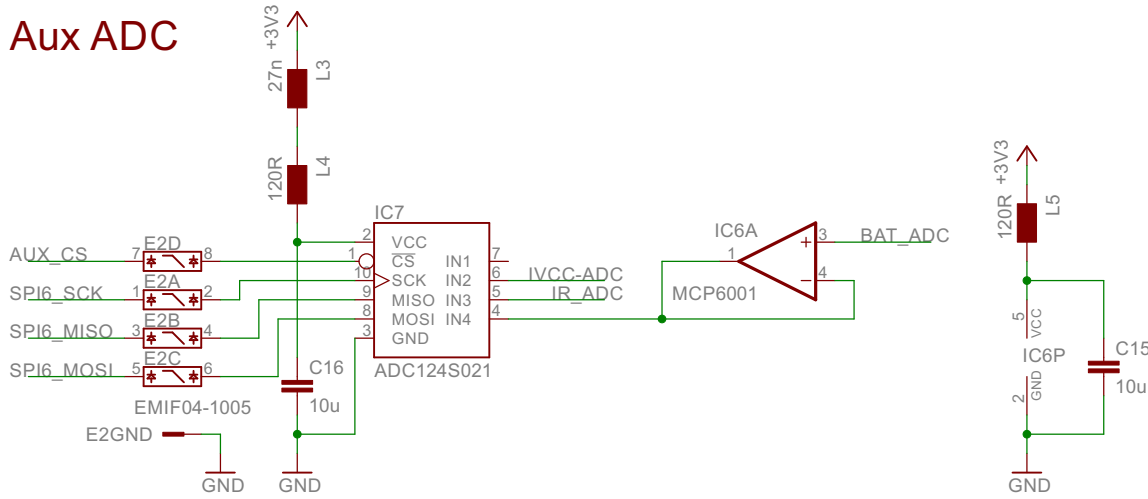 Aux ADC
+3V3
27n
L3
120R
L4
IC7
2
VCC
1
CS
10
SCK
9
MISO
8
MOSI
3
GND
IN1
7
IN2
6
IN3
5
IN4
4
ADC124S021
AUX_CS
7
E2D
8
SPI6_SCK
1
E2A
2
SPI6_MISO
3
E2B
4
SPI6_MOSI
5
E2C
6
EMIF04-1005
E2GND
GND
C16
10u
GND
IVCC-ADC
IR_ADC
IC6A
1
+
3
-
4
MCP6001
BAT_ADC
+3V3
120R
L5
5
VCC
IC6P
2
GND
C15
10u
GND